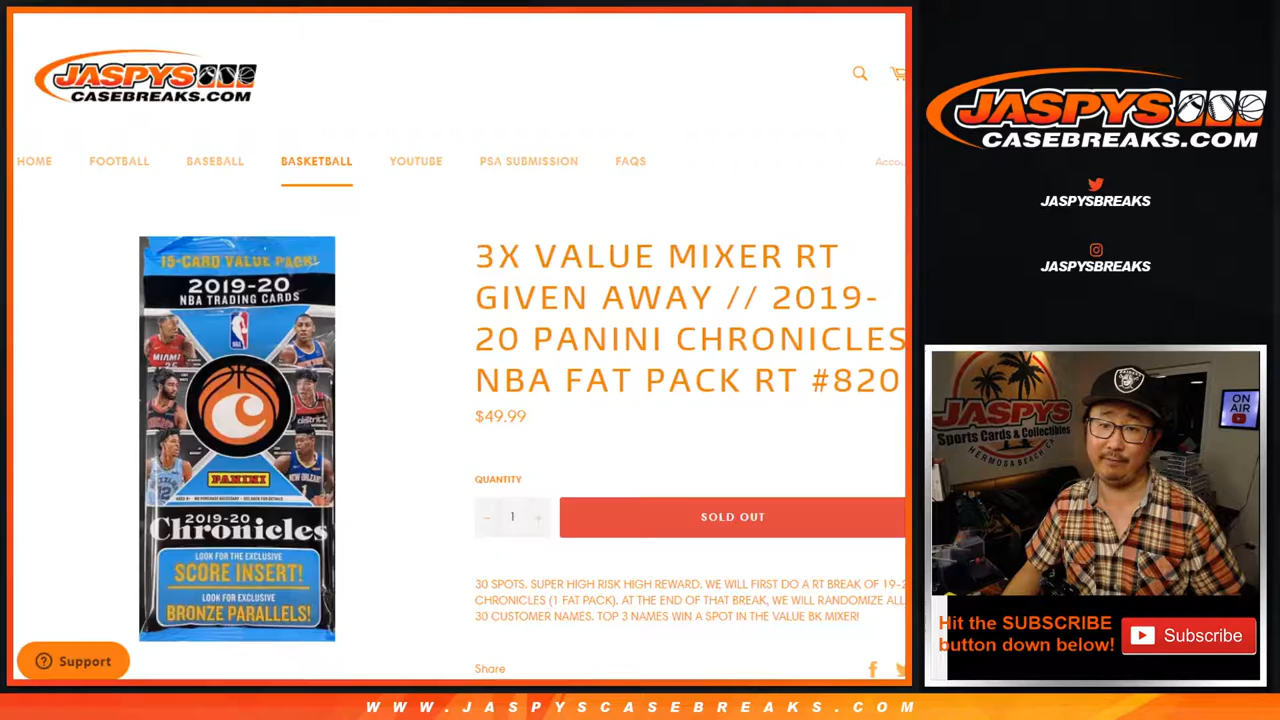 JASPYS
CASEBREAKS.COM
HOME FOOTBALL BASEBALL BASKETBALL YOUTUBE PSA SUBMISSION FAQS Accou
15-CARD VALUE PACK!
2019-20
NBA TRADING CARDS
MIAMI
PANINI
2019-20
Chronicles
LOOK FOR THE EXCLUSIVE
SCORE INSERT!
LOOK FOR EXCLUSIVE
BRONZE PARALLELS!
3X VALUE MIXER RT
GIVEN AWAY // 2019-
20 PANINI CHRONICLES
NBA FAT PACK RT #820
$49.99
QUANTITY
− 1 +
SOLD OUT
30 SPOTS. SUPER HIGH RISK HIGH REWARD. WE WILL FIRST DO A RT BREAK OF 19-2
CHRONICLES (1 FAT PACK). AT THE END OF THAT BREAK, WE WILL RANDOMIZE ALL
30 CUSTOMER NAMES. TOP 3 NAMES WIN A SPOT IN THE VALUE BK MIXER!
Share
Support
JASPYS
CASEBREAKS.COM
JASPYSBREAKS
JASPYSBREAKS
JASPYS
Sports Cards & Collectibles
HERMOSA BEACH CA
RAIDERS
ON
AIR
Hit the SUBSCRIBE
button down below!
Subscribe
WWW.JASPYSCASEBREAKS.COM